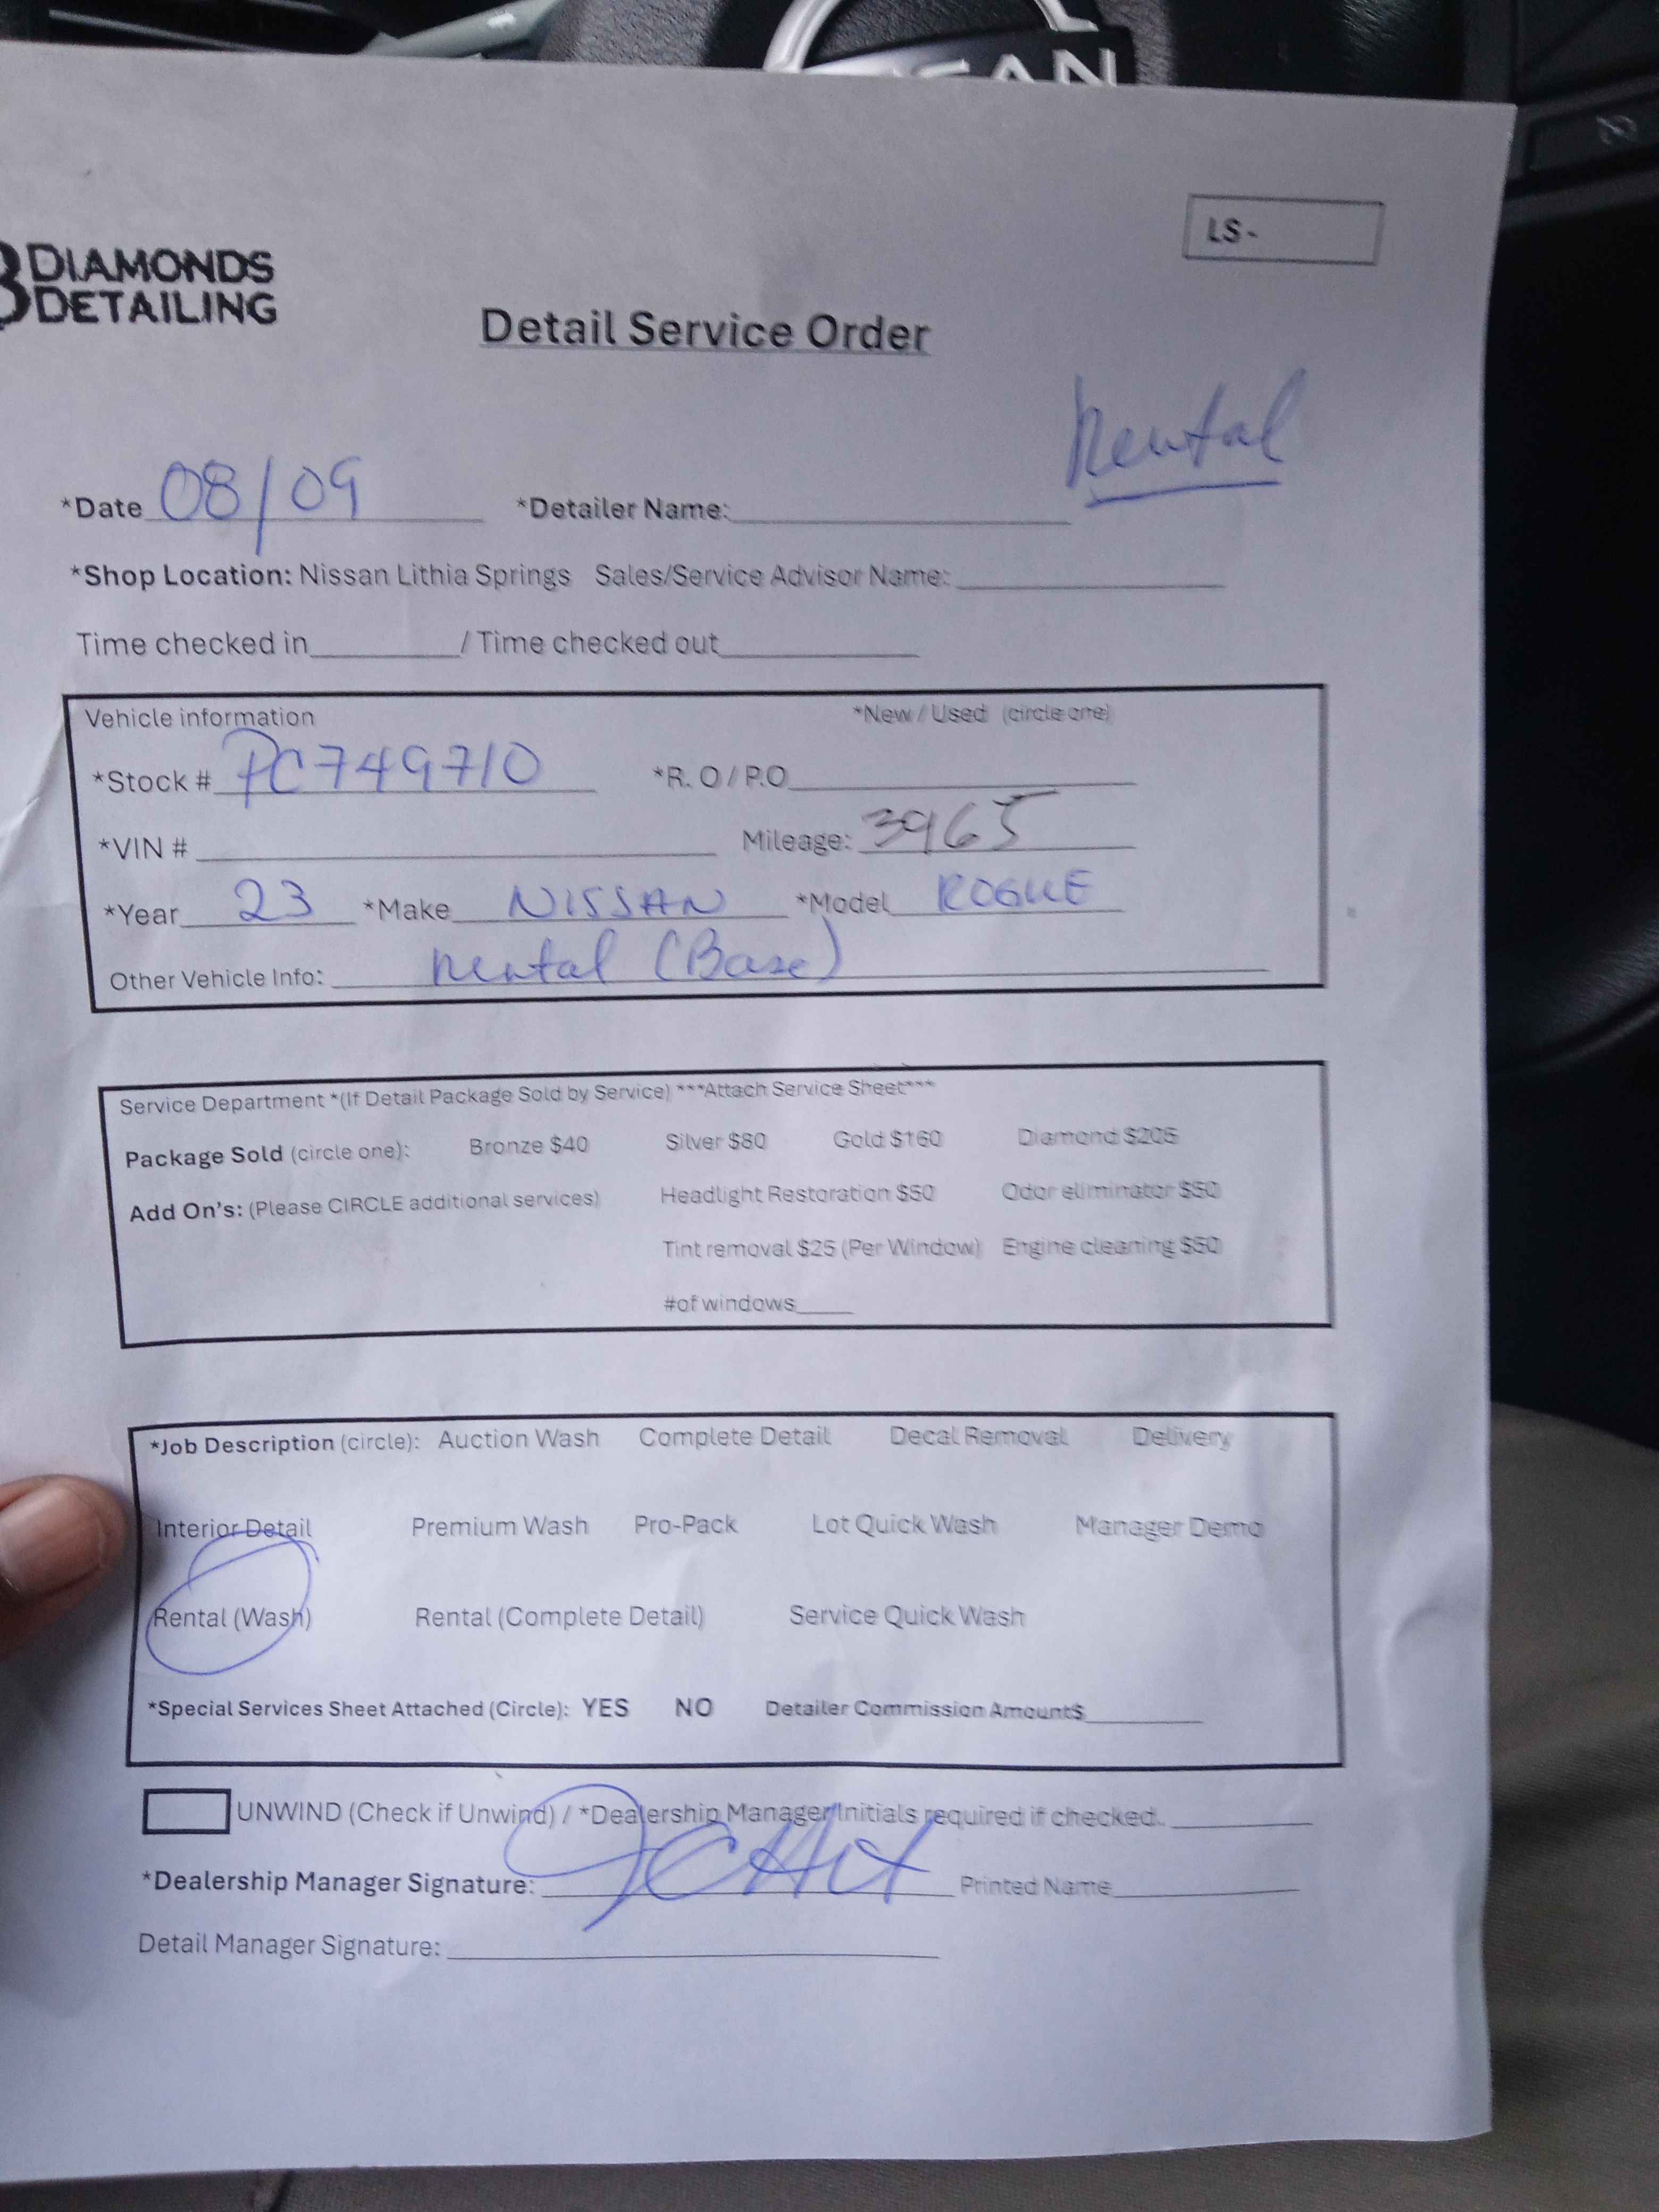 NISSAN
LS-
3 DIAMONDS
DETAILING
Detail Service Order
Rental
*Date 08/09 *Detailer Name:
*Shop Location: Nissan Lithia Springs Sales/Service Advisor Name:
Time checked in / Time checked out
Vehicle information *New / Used (circle one)
*Stock # PC749710 *R. O / P.O
*VIN # Mileage: 3965
*Year 23 *Make NISSAN *Model ROGUE
Other Vehicle Info: Rental (Base)
Service Department *(If Detail Package Sold by Service) ***Attach Service Sheet***
Package Sold (circle one): Bronze $40 Silver $80 Gold $160 Diamond $205
Add On's: (Please CIRCLE additional services) Headlight Restoration $50 Odor eliminator $50
Tint removal $25 (Per Window) Engine cleaning $50
#of windows
*Job Description (circle): Auction Wash Complete Detail Decal Removal Delivery
Interior Detail Premium Wash Pro-Pack Lot Quick Wash Manager Demo
Rental (Wash) Rental (Complete Detail) Service Quick Wash
*Special Services Sheet Attached (Circle): YES NO Detailer Commission Amount$
UNWIND (Check if Unwind) / *Dealership Manager Initials required if checked.
*Dealership Manager Signature: Printed Name
Detail Manager Signature: